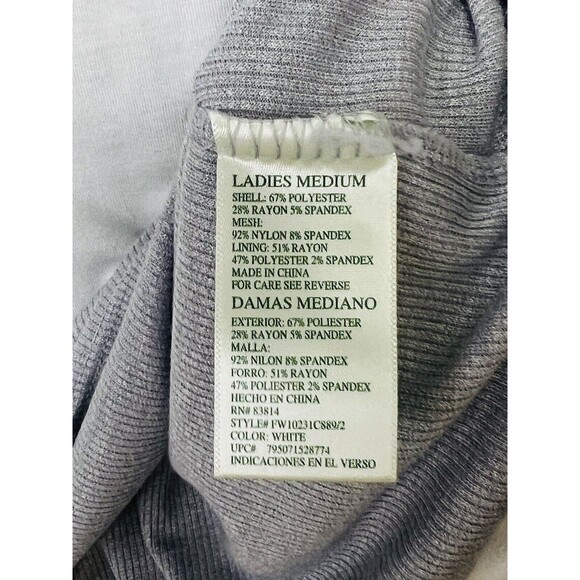 LADIES MEDIUM
SHELL: 67% POLYESTER
28% RAYON 5% SPANDEX
MESH:
92% NYLON 8% SPANDEX
LINING: 51% RAYON
47% POLYESTER 2% SPANDEX
MADE IN CHINA
FOR CARE SEE REVERSE
DAMAS MEDIANO
EXTERIOR: 67% POLIESTER
28% RAYON 5% SPANDEX
MALLA:
92% NILON 8% SPANDEX
FORRO: 51% RAYON
47% POLIESTER 2% SPANDEX
HECHO EN CHINA
RN# 83814
STYLE# FW10231C889/2
COLOR: WHITE
UPC# 795071528774
INDICACIONES EN EL VERSO